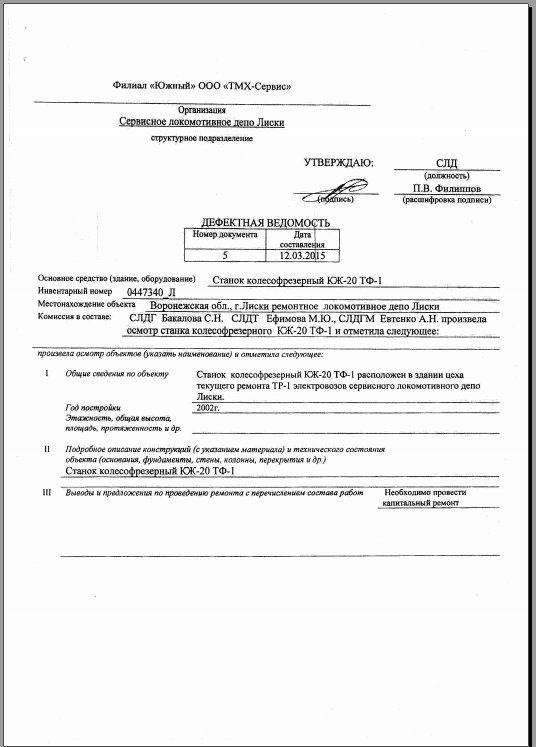 Филиал «Южный» ООО «ТМХ-Сервис»
Организация
Сервисное локомотивное депо Лиски
структурное подразделение
УТВЕРЖДАЮ: СЛД
(должность)
П.В. Филиппов
(подпись) (расшифровка подписи)
ДЕФЕКТНАЯ ВЕДОМОСТЬ
Номер документа Дата составления
5 12.03.2015
Основное средство (здание, оборудование) Станок колесофрезерный КЖ-20 ТФ-1
Инвентарный номер 0447340_Л
Местонахождение объекта Воронежская обл., г.Лиски ремонтное локомотивное депо Лиски
Комиссия в составе: СЛДГ Бакалова С.Н. СЛДТ Ефимова М.Ю., СЛДГМ Евтенко А.Н. произвела
осмотр станка колесофрезерного КЖ-20 ТФ-1 и отметила следующее:
произвела осмотр объектов (указать наименование) и отметила следующее:
I Общие сведения по объекту Станок колесофрезерный КЖ-20 ТФ-1 расположен в здании цеха
текущего ремонта ТР-1 электровозов сервисного локомотивного депо
Лиски.
Год постройки 2002г.
Этажность, общая высота,
площадь, протяженность и др.
II Подробное описание конструкций (с указанием материала) и технического состояния
объекта (основания, фундаменты, стены, колонны, перекрытия и др.)
Станок колесофрезерный КЖ-20 ТФ-1
III Выводы и предложения по проведению ремонта с перечислением состава работ Необходимо провести
капитальный ремонт